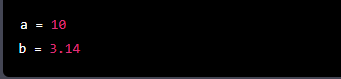 a = 10
b = 3.14